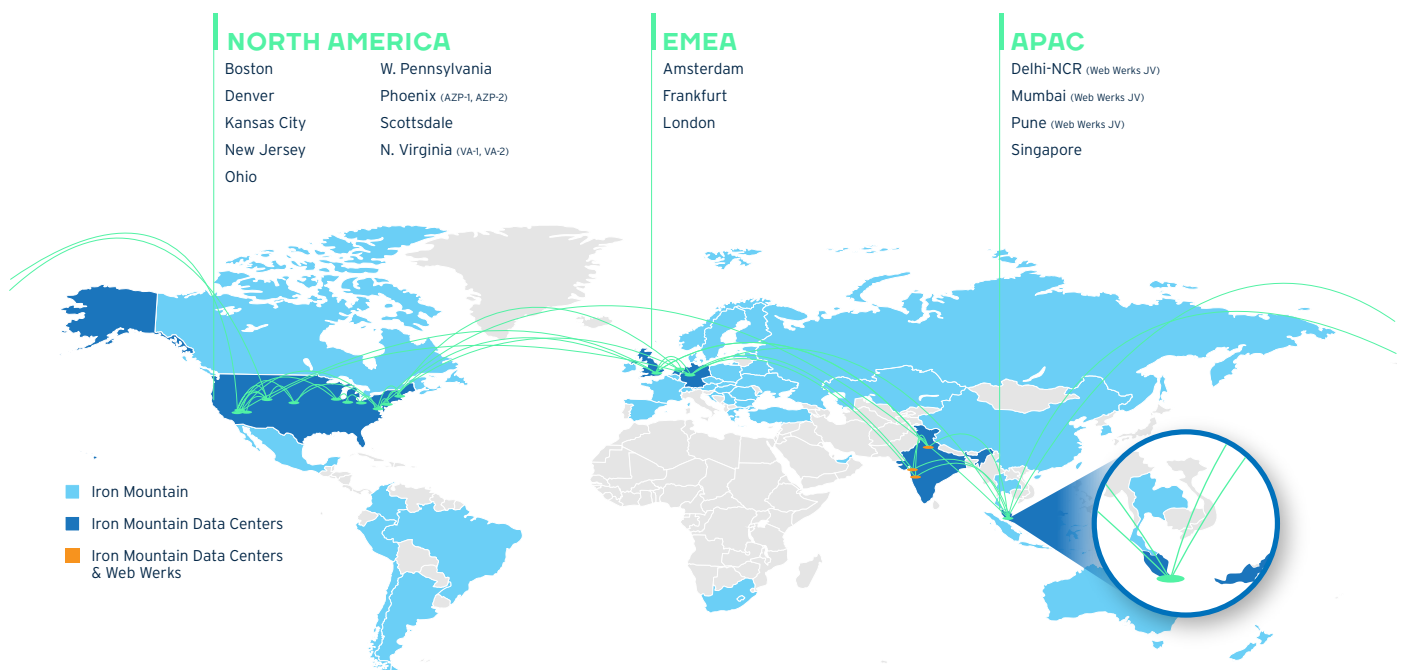 NORTH AMERICA
Boston
Denver
Kansas City
New Jersey
Ohio
W. Pennsylvania
Phoenix (AZP-1, AZP-2)
Scottsdale
N. Virginia (VA-1, VA-2)
EMEA
Amsterdam
Frankfurt
London
APAC
Delhi-NCR (Web Werks JV)
Mumbai (Web Werks JV)
Pune (Web Werks JV)
Singapore
Iron Mountain
Iron Mountain Data Centers
Iron Mountain Data Centers
& Web Werks